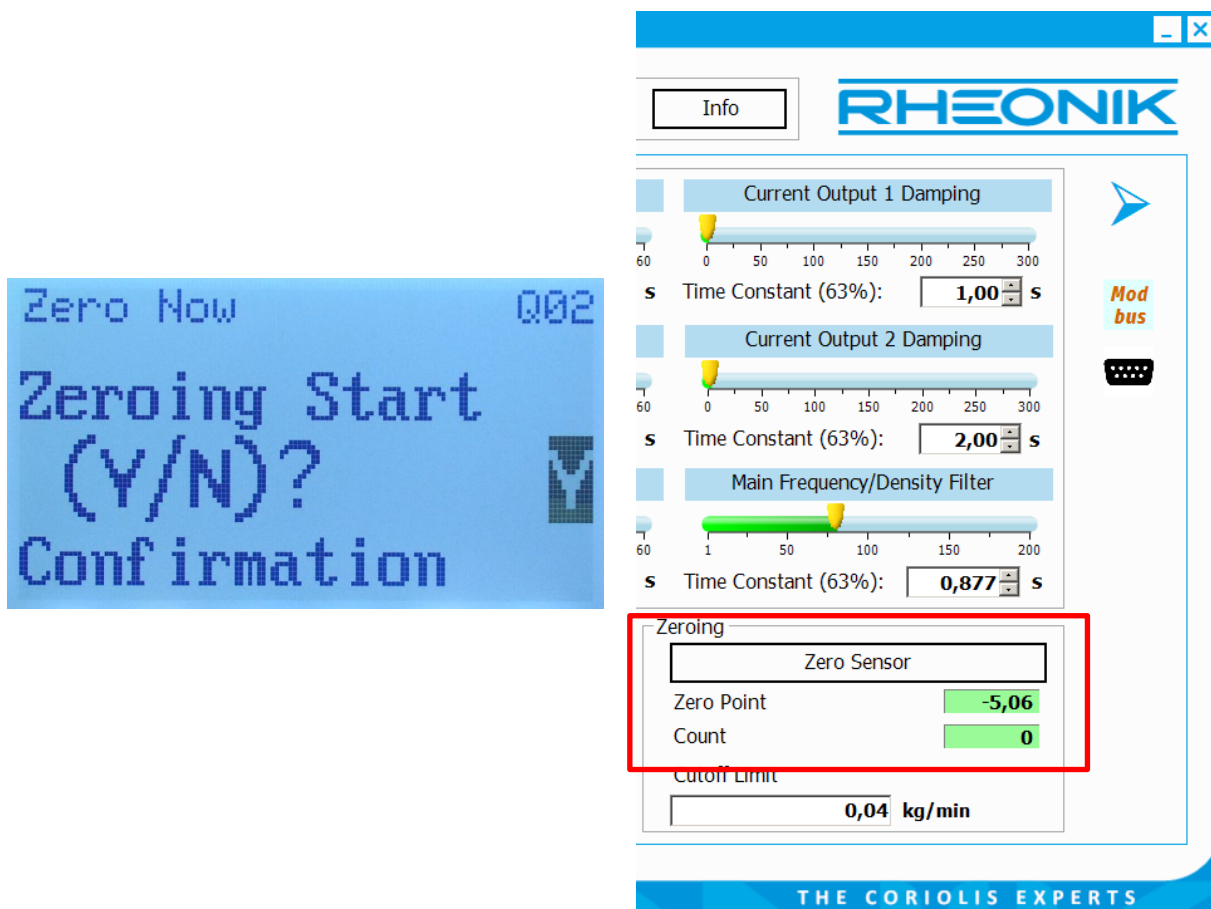 Zero Now Q02
Zeroing Start
(Y/N)? Y
Confirmation
Info
RHEONIK
Current Output 1 Damping
60 0 50 100 150 200 250 300
s Time Constant (63%): 1,00 s
Mod
bus
Current Output 2 Damping
60 0 50 100 150 200 250 300
s Time Constant (63%): 2,00 s
Main Frequency/Density Filter
60 1 50 100 150 200
s Time Constant (63%): 0,877 s
Zeroing
Zero Sensor
Zero Point -5,06
Count 0
Cutoff Limit
0,04 kg/min
THE CORIOLIS EXPERTS